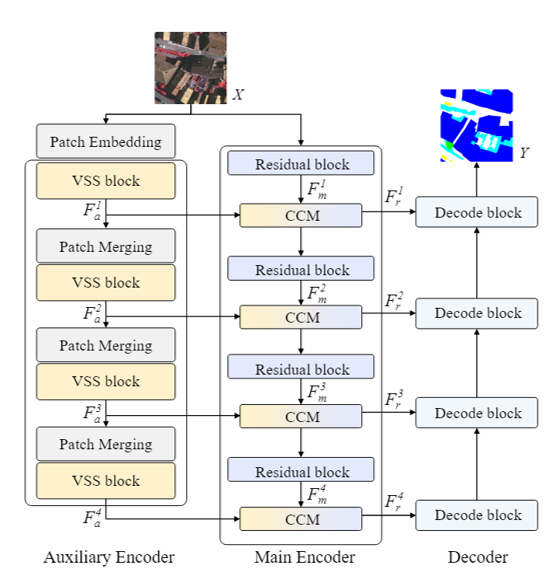 X
Y
Patch Embedding
VSS block
F_a^1
Patch Merging
VSS block
F_a^2
Patch Merging
VSS block
F_a^3
Patch Merging
VSS block
F_a^4
Auxiliary Encoder
Residual block
F_m^1
CCM
Residual block
F_m^2
CCM
Residual block
F_m^3
CCM
Residual block
F_m^4
CCM
Main Encoder
F_r^1
Decode block
F_r^2
Decode block
F_r^3
Decode block
F_r^4
Decode block
Decoder